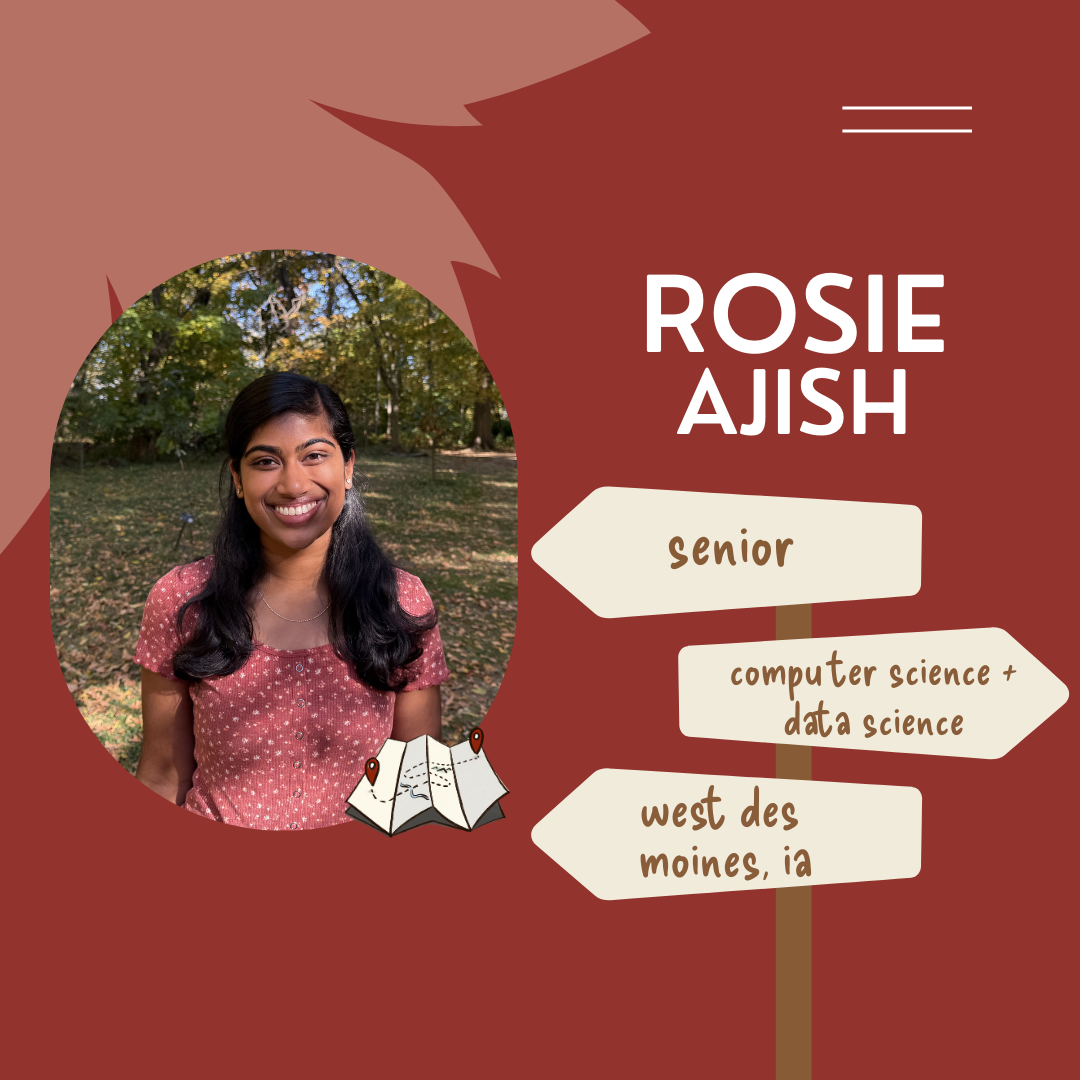 ROSIE
AJISH
senior
computer science +
data science
west des
moines, ia